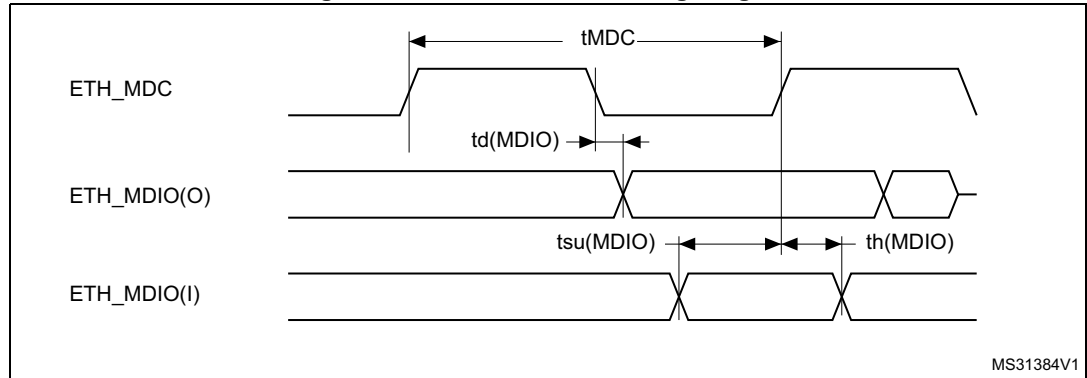 tMDC
ETH_MDC
td(MDIO)
ETH_MDIO(O)
tsu(MDIO) th(MDIO)
ETH_MDIO(I)
MS31384V1